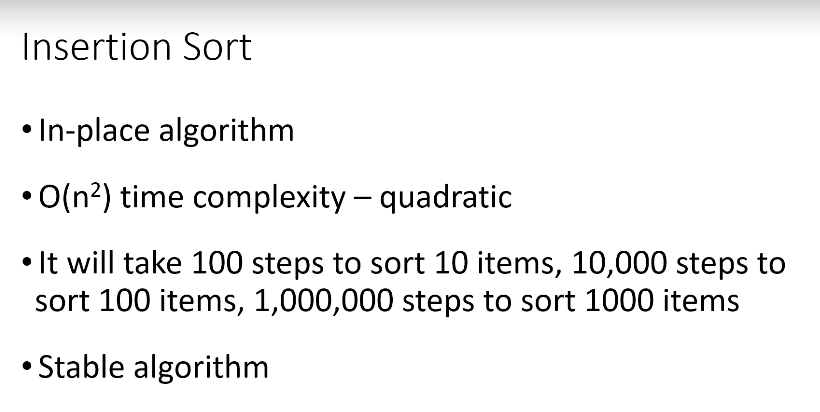 Insertion Sort
• In-place algorithm
• O(n²) time complexity – quadratic
• It will take 100 steps to sort 10 items, 10,000 steps to
sort 100 items, 1,000,000 steps to sort 1000 items
• Stable algorithm